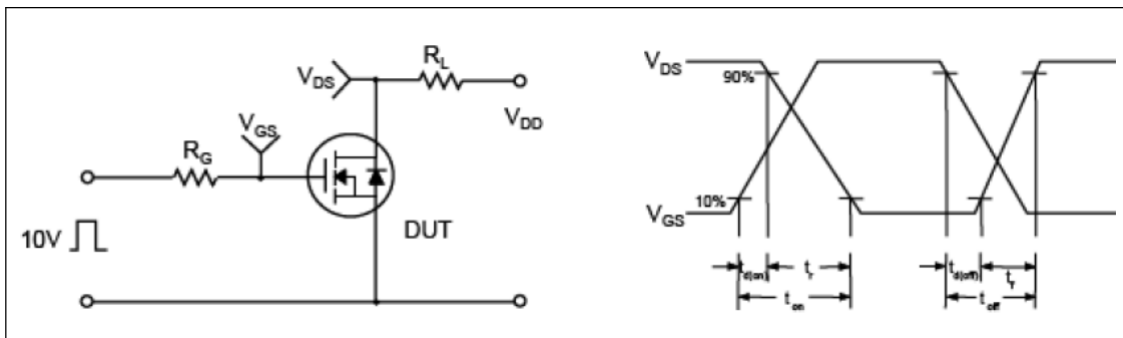 V_DS
R_L
V_DD
V_GS
R_G
DUT
10V
V_DS
90%
10%
V_GS
t_d(on)
t_r
t_on
t_d(off)
t_f
t_off